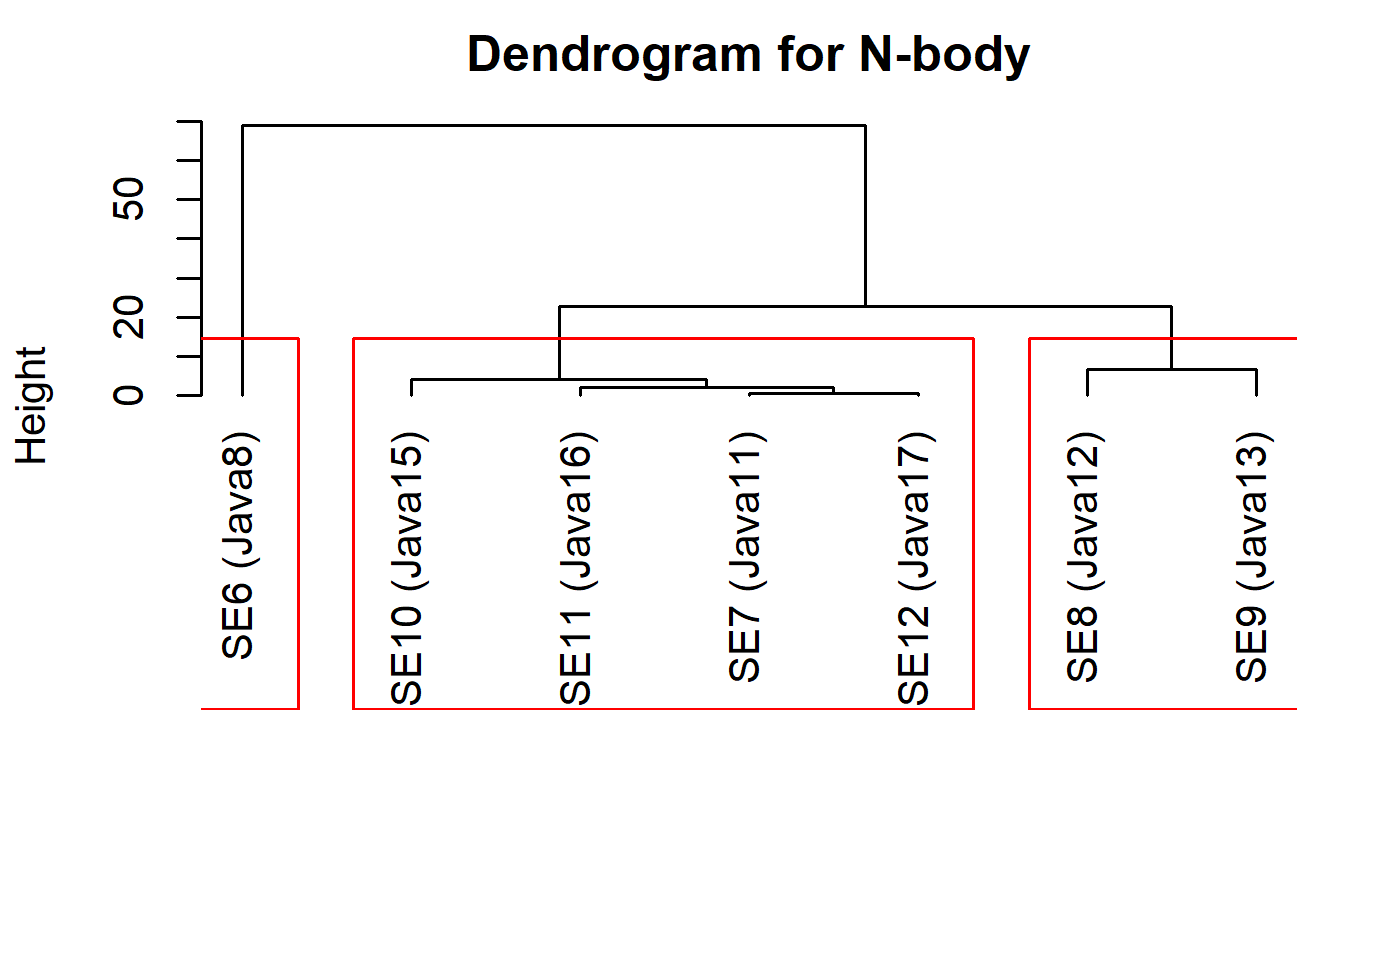 Dendrogram for N-body
Height
50
20
0
SE6 (Java8)
SE10 (Java15)
SE11 (Java16)
SE7 (Java11)
SE12 (Java17)
SE8 (Java12)
SE9 (Java13)